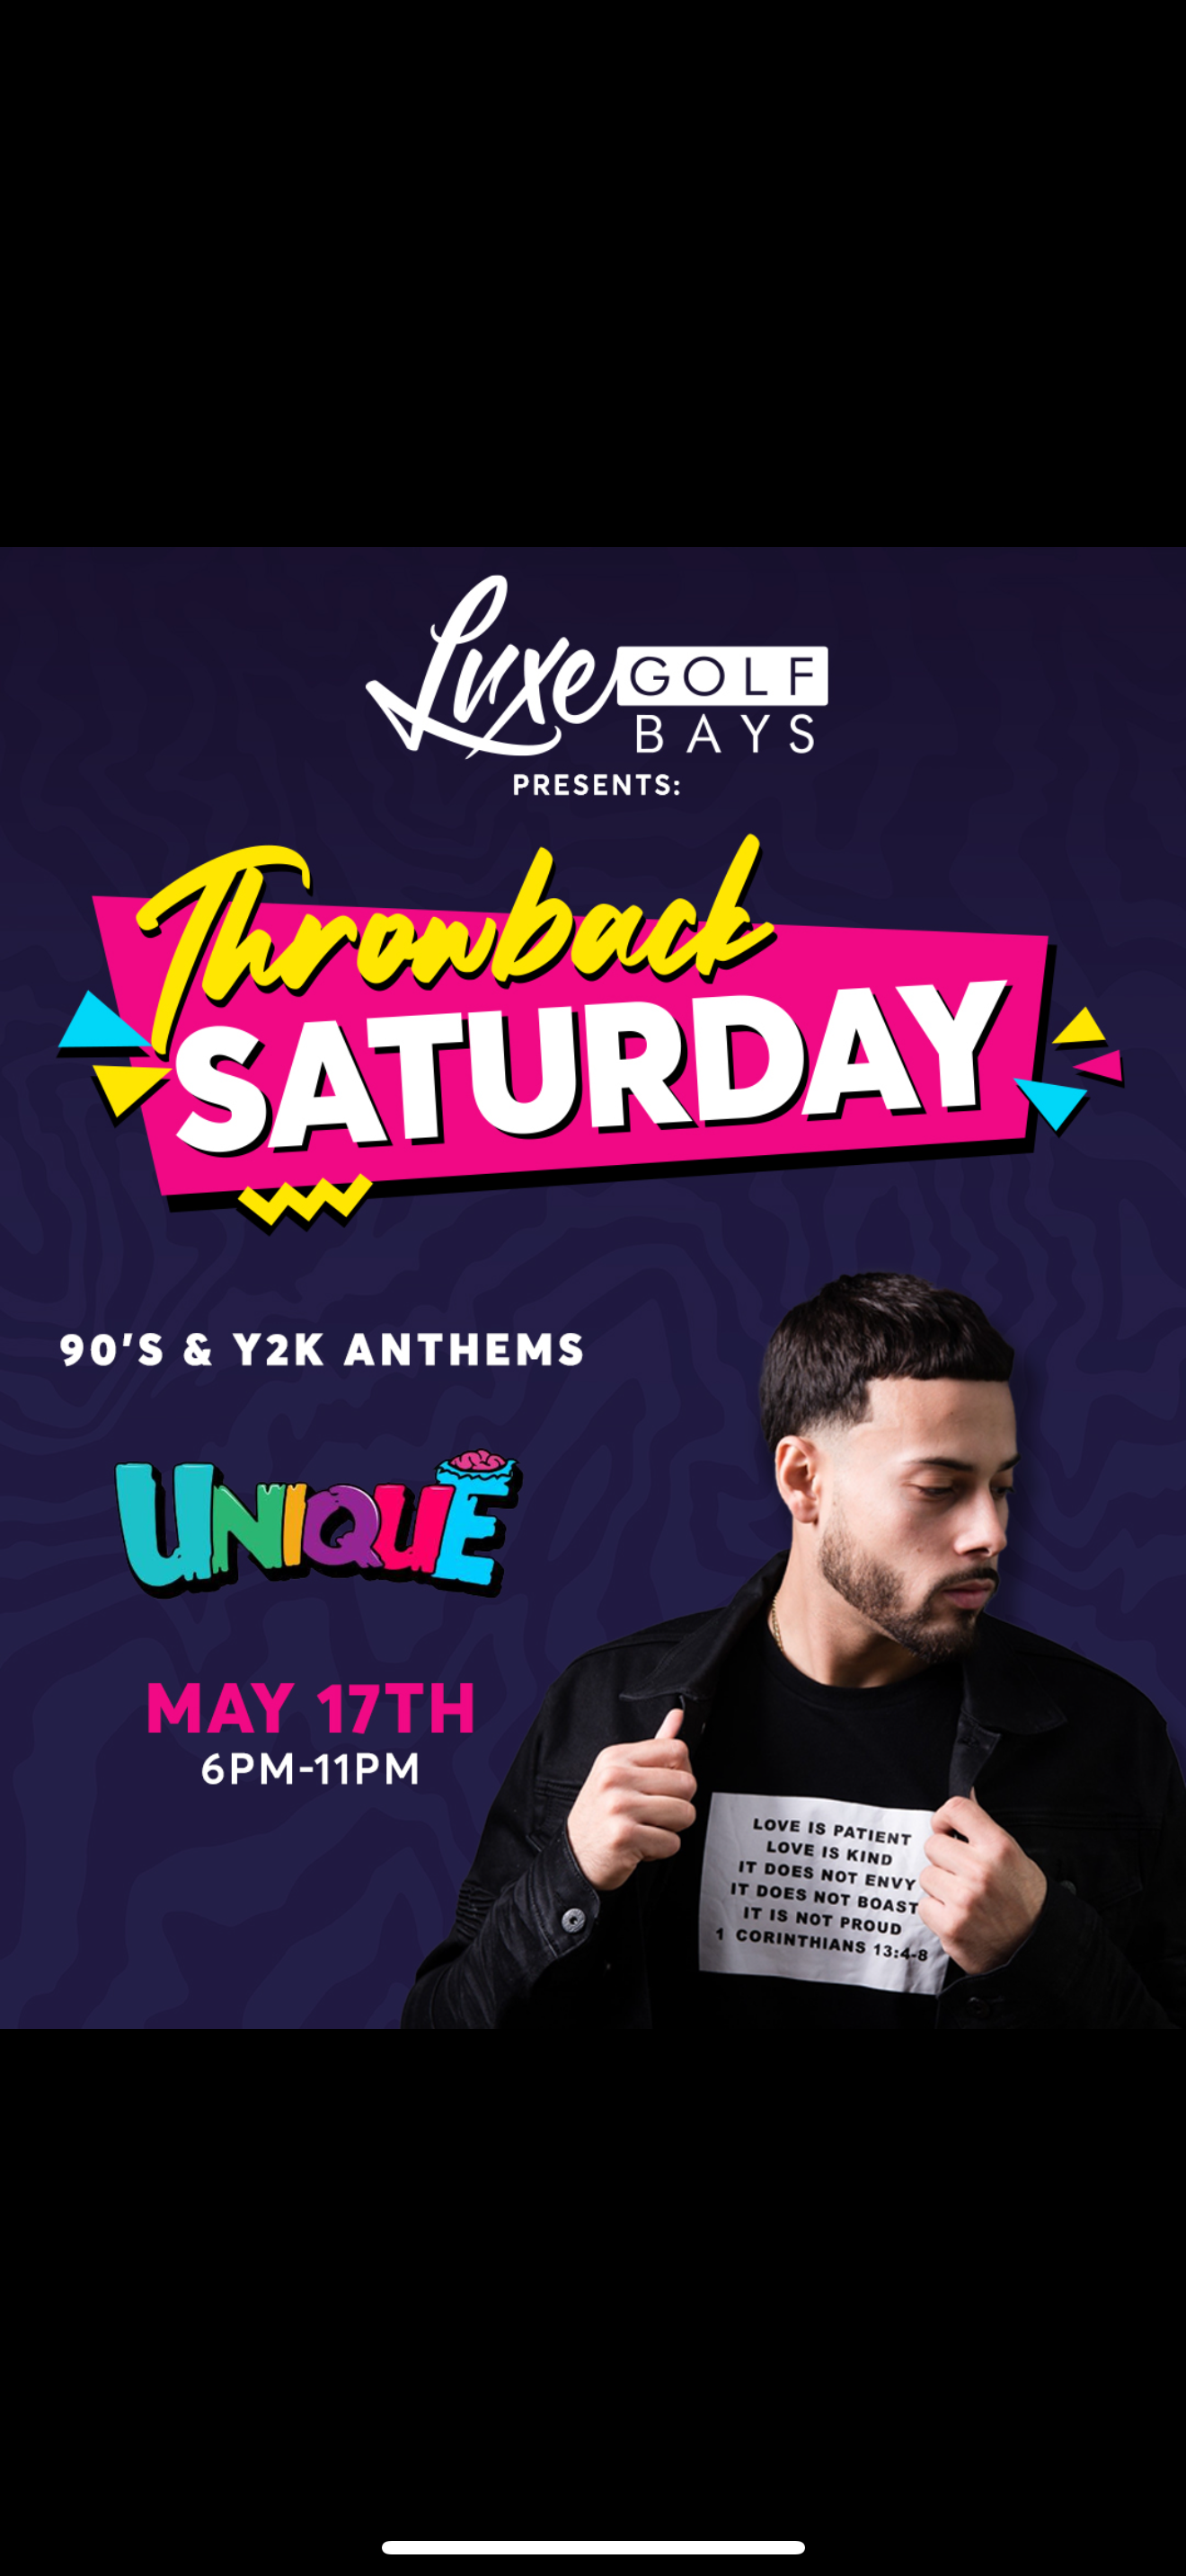 Luxe GOLF
BAYS
PRESENTS:
Throwback
SATURDAY
90'S & Y2K ANTHEMS
UNIQUE
MAY 17TH
6PM-11PM
LOVE IS PATIENT
LOVE IS KIND
IT DOES NOT ENVY
IT DOES NOT BOAST
IT IS NOT PROUD
1 CORINTHIANS 13:4-8